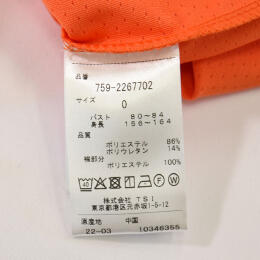 品番
759-2267702
サイズ
0
バスト 80~84
身長 156~164
品質
ポリエステル 86%
ポリウレタン 14%
裾部分
ポリエステル 100%
株式会社 TSI
東京都港区元赤坂1-5-12
原産地 中国
22-03 10346355